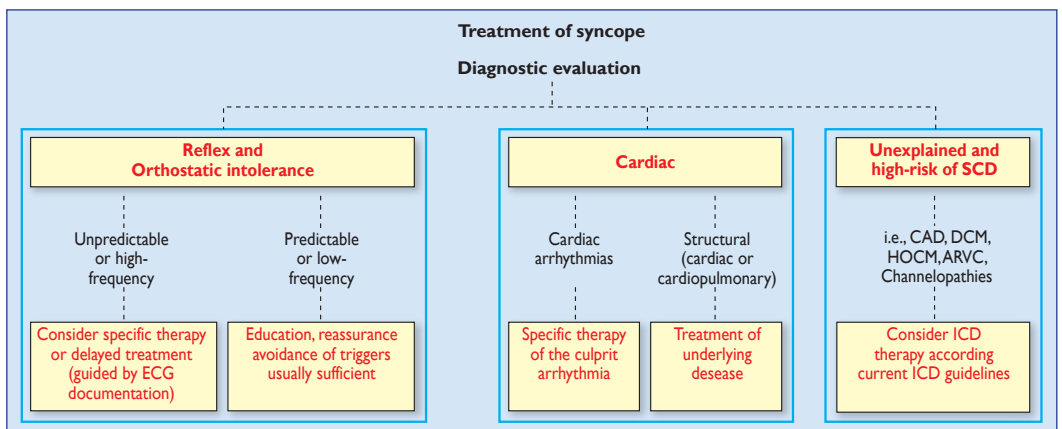 Treatment of syncope
Diagnostic evaluation
Reflex and
Orthostatic intolerance
Unpredictable
or high-
frequency
Predictable
or low-
frequency
Consider specific therapy
or delayed treatment
(guided by ECG
documentation)
Education, reassurance
avoidance of triggers
usually sufficient
Cardiac
Cardiac
arrhythmias
Structural
(cardiac or
cardiopulmonary)
Specific therapy
of the culprit
arrhythmia
Treatment of
underlying
desease
Unexplained and
high-risk of SCD
i.e., CAD, DCM,
HOCM, ARVC,
Channelopathies
Consider ICD
therapy according
current ICD guidelines